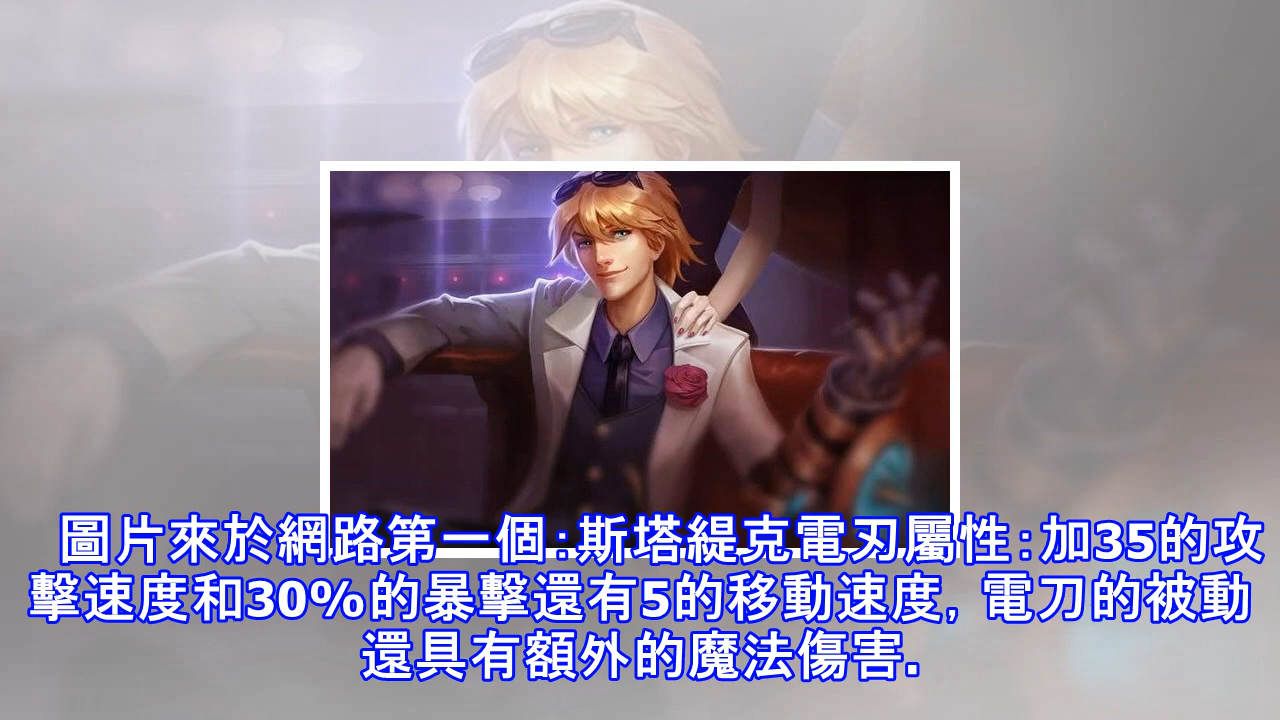 圖片來於網路第一個:斯塔緹克電刃屬性:加35的攻
擊速度和30%的暴擊還有5的移動速度, 電刀的被動
還具有額外的魔法傷害.